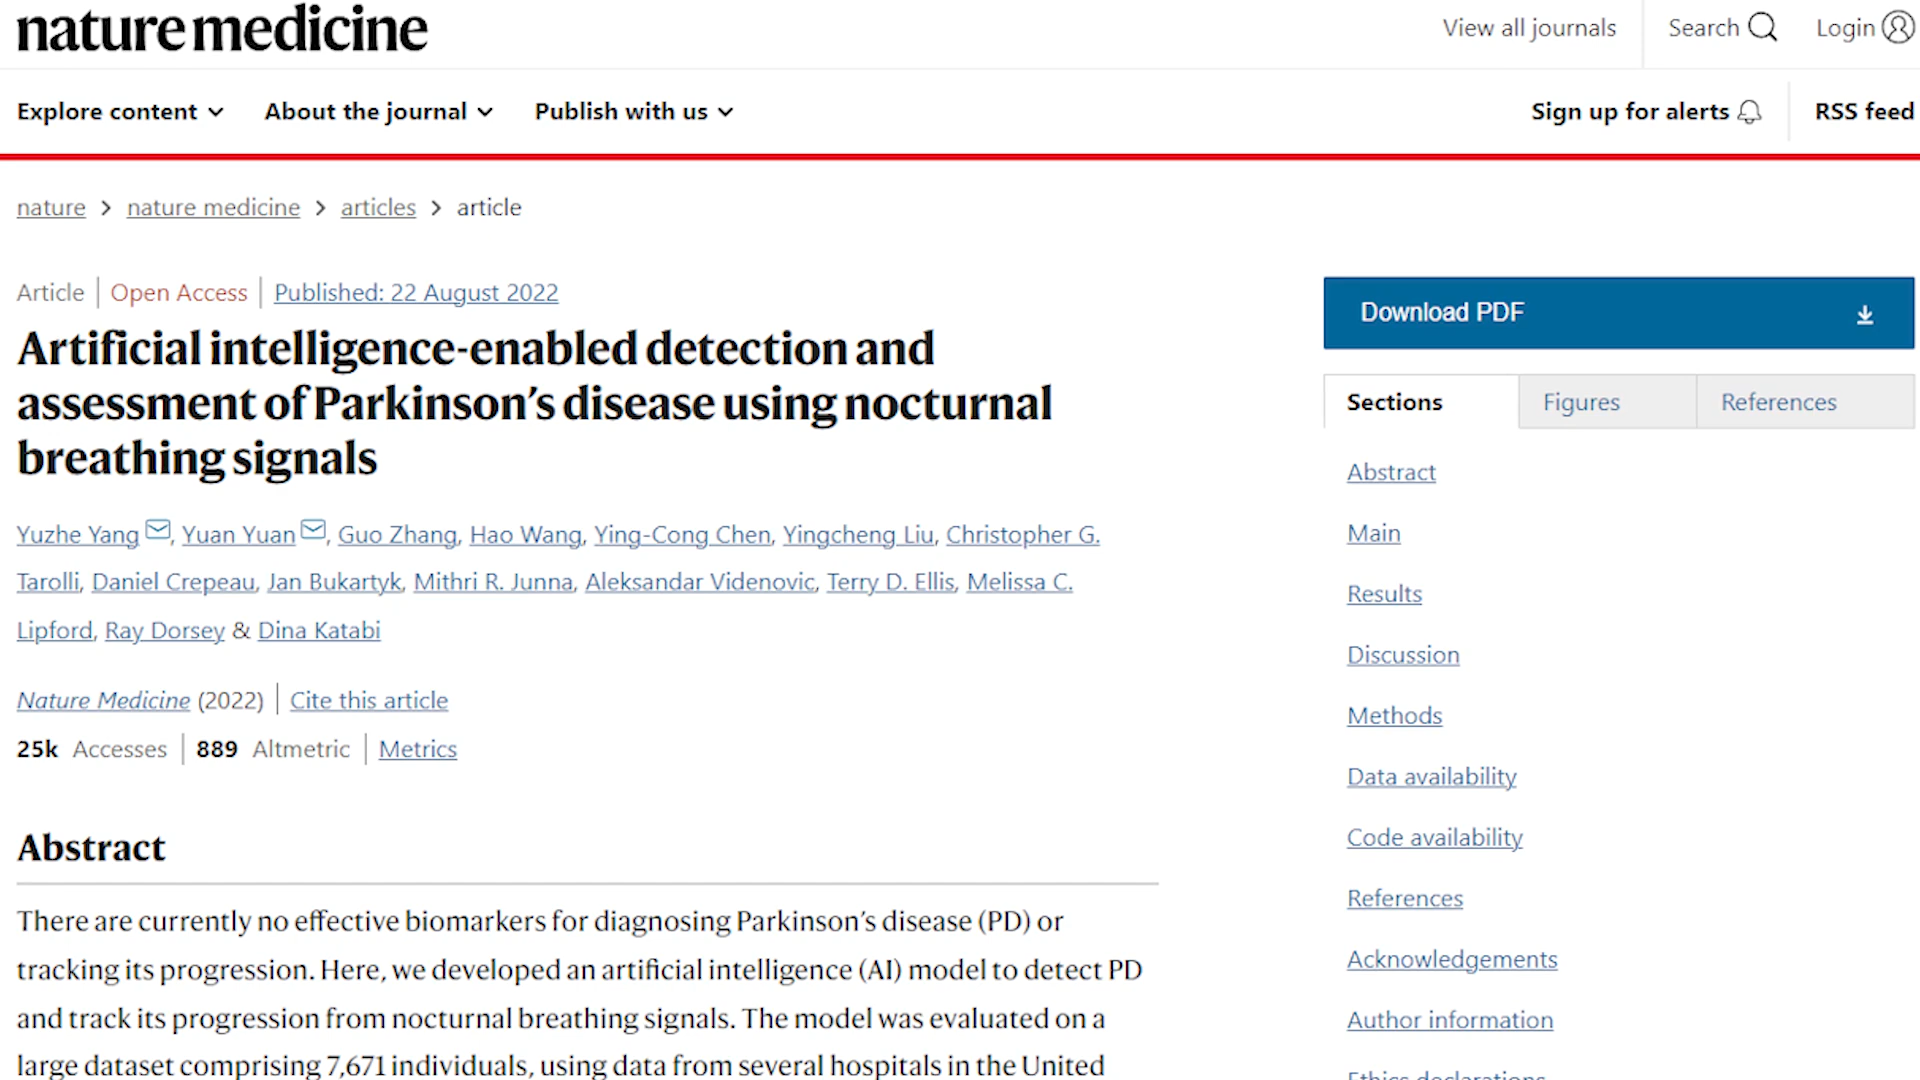 nature medicine
View all journals
Search
Login
Explore content
About the journal
Publish with us
Sign up for alerts
RSS feed
nature > nature medicine > articles > article
Article | Open Access | Published: 22 August 2022
Artificial intelligence-enabled detection and
assessment of Parkinson’s disease using nocturnal
breathing signals
Yuzhe Yang, Yuan Yuan, Guo Zhang, Hao Wang, Ying-Cong Chen, Yingcheng Liu, Christopher G.
Tarolli, Daniel Crepeau, Jan Bukartyk, Mithri R. Junna, Aleksandar Videnovic, Terry D. Ellis, Melissa C.
Lipford, Ray Dorsey & Dina Katabi
Nature Medicine (2022) | Cite this article
25k Accesses | 889 Altmetric | Metrics
Abstract
There are currently no effective biomarkers for diagnosing Parkinson’s disease (PD) or
tracking its progression. Here, we developed an artificial intelligence (AI) model to detect PD
and track its progression from nocturnal breathing signals. The model was evaluated on a
large dataset comprising 7,671 individuals, using data from several hospitals in the United
Download PDF
Sections
Figures
References
Abstract
Main
Results
Discussion
Methods
Data availability
Code availability
References
Acknowledgements
Author information
Ethics declarations